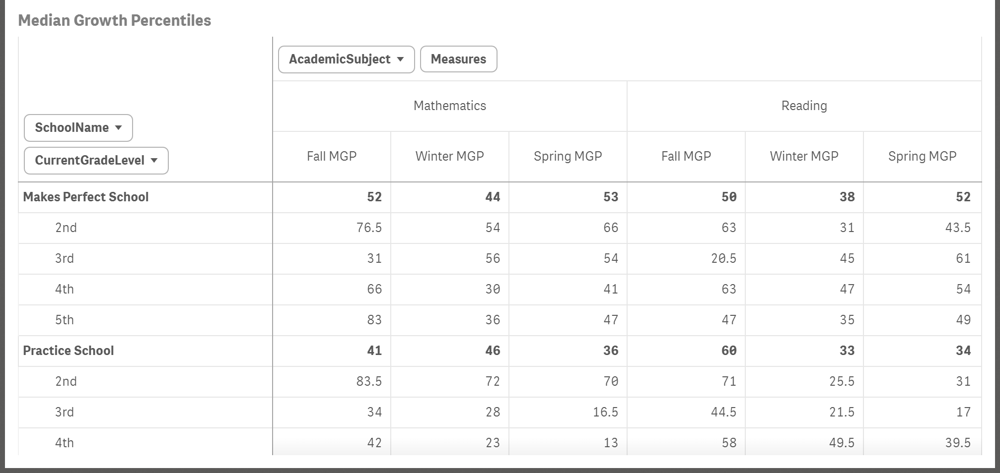 Median Growth Percentiles
AcademicSubject Measures
Mathematics Reading
SchoolName
CurrentGradeLevel
Fall MGP Winter MGP Spring MGP Fall MGP Winter MGP Spring MGP
Makes Perfect School 52 44 53 50 38 52
2nd 76.5 54 66 63 31 43.5
3rd 31 56 54 20.5 45 61
4th 66 30 41 63 47 54
5th 83 36 47 47 35 49
Practice School 41 46 36 60 33 34
2nd 83.5 72 70 71 25.5 31
3rd 34 28 16.5 44.5 21.5 17
4th 42 23 13 58 49.5 39.5